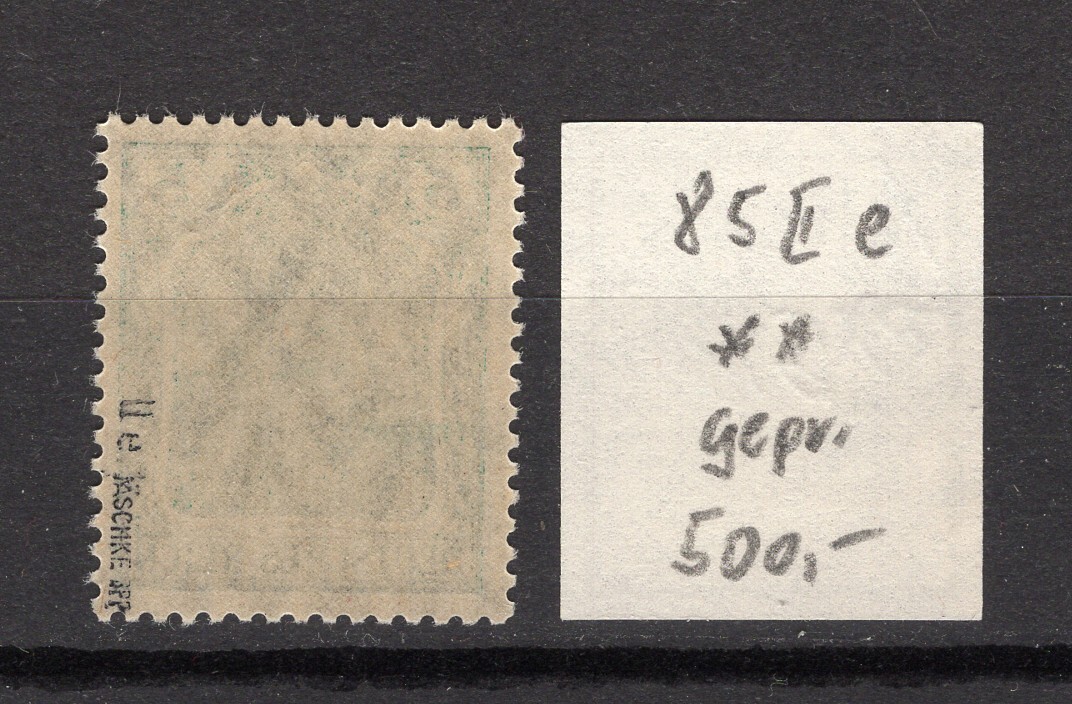 II e JÄSCHKE BPP
85 II e
**
gepr.
500,-